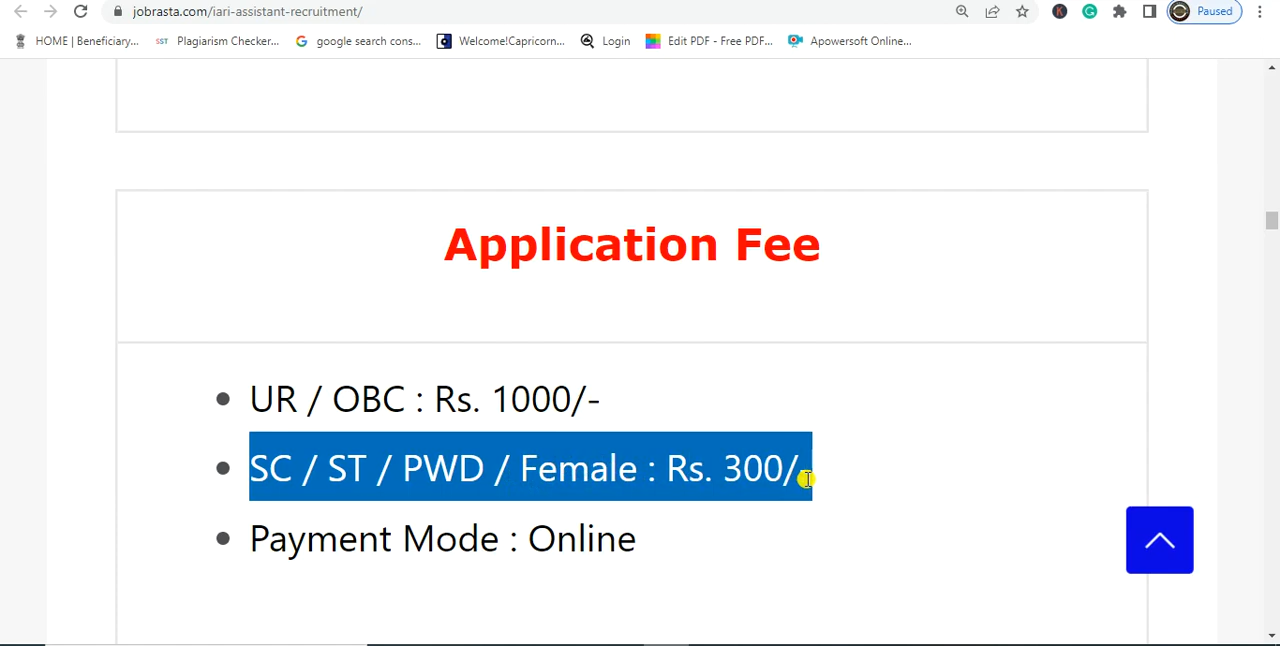 jobrasta.com/iari-assistant-recruitment/
Paused
HOME | Beneficiary...
SST Plagiarism Checker...
google search cons...
Welcome!Capricorn...
Login
Edit PDF - Free PDF...
Apowersoft Online...
Application Fee
UR / OBC : Rs. 1000/-
SC / ST / PWD / Female : Rs. 300/-
Payment Mode : Online